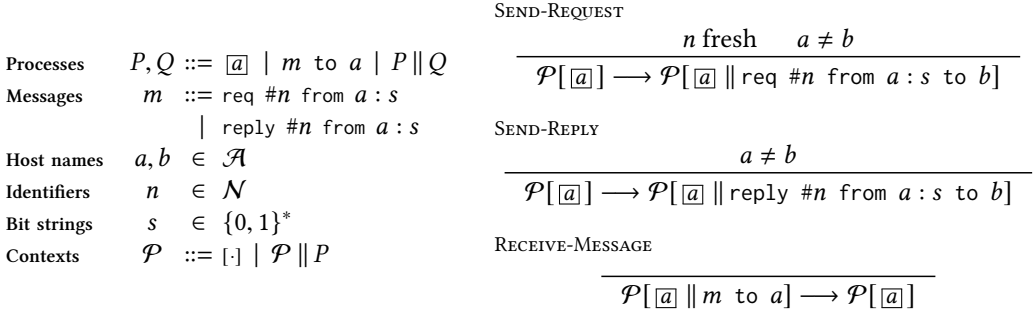 Processes P, Q ::= [a] | m to a | P ∥ Q
Messages m ::= req #n from a : s
| reply #n from a : s
Host names a, b ∈ 𝒜
Identifiers n ∈ 𝒩
Bit strings s ∈ {0, 1}*
Contexts 𝒫 ::= [·] | 𝒫 ∥ P
Send-Request
n fresh a ≠ b
𝒫[ [a] ] ⟶ 𝒫[ [a] ∥ req #n from a : s to b]
Send-Reply
a ≠ b
𝒫[ [a] ] ⟶ 𝒫[ [a] ∥ reply #n from a : s to b]
Receive-Message
𝒫[ [a] ∥ m to a] ⟶ 𝒫[ [a] ]